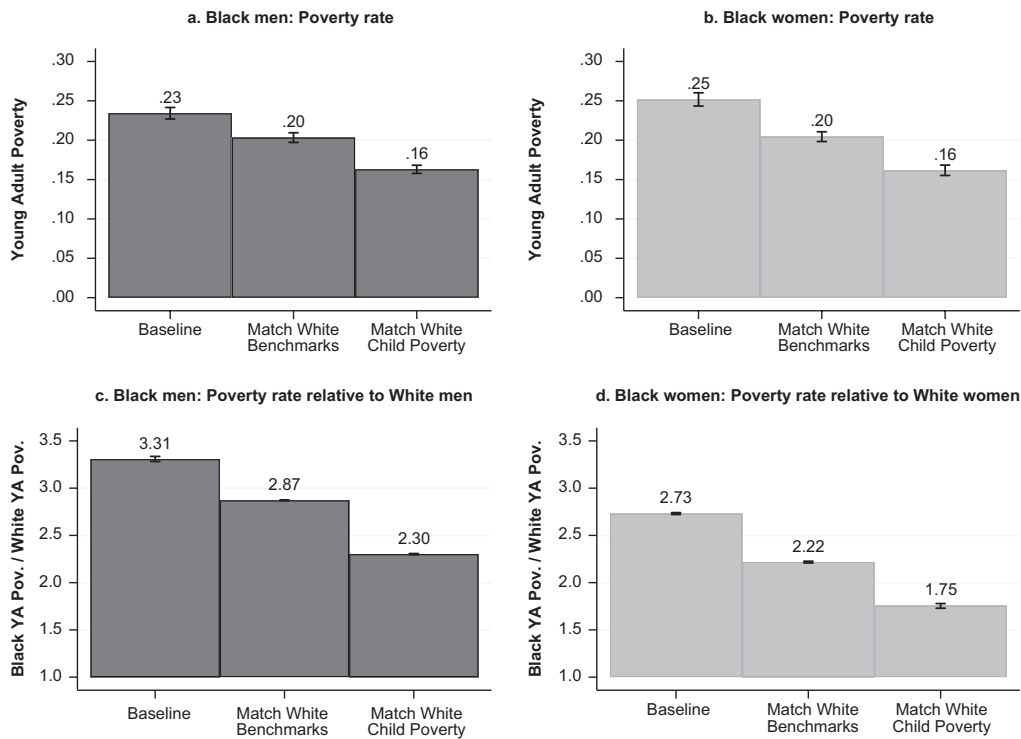 a. Black men: Poverty rate
Young Adult Poverty
.30
.25
.20
.15
.10
.05
.00
.23
.20
.16
Baseline
Match White
Benchmarks
Match White
Child Poverty
b. Black women: Poverty rate
Young Adult Poverty
.30
.25
.20
.15
.10
.05
.00
.25
.20
.16
Baseline
Match White
Benchmarks
Match White
Child Poverty
c. Black men: Poverty rate relative to White men
Black YA Pov. / White YA Pov.
3.5
3.0
2.5
2.0
1.5
1.0
3.31
2.87
2.30
Baseline
Match White
Benchmarks
Match White
Child Poverty
d. Black women: Poverty rate relative to White women
Black YA Pov. / White YA Pov.
3.5
3.0
2.5
2.0
1.5
1.0
2.73
2.22
1.75
Baseline
Match White
Benchmarks
Match White
Child Poverty